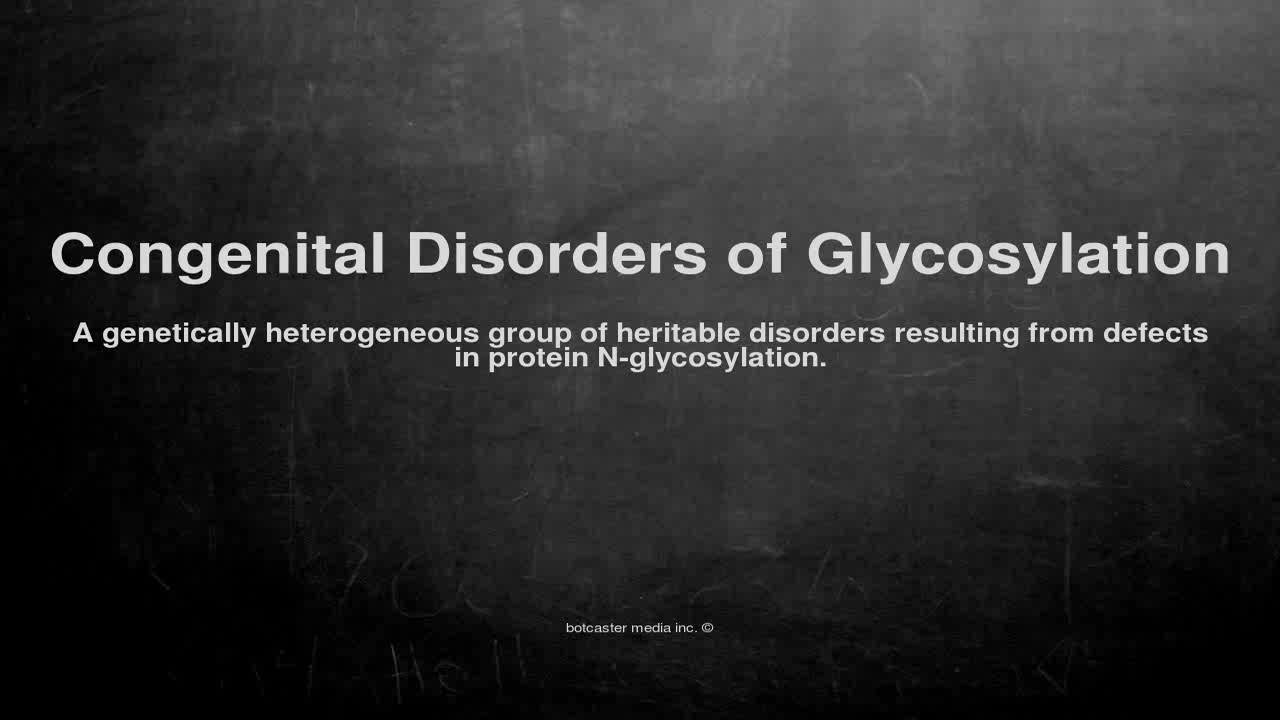 Congenital Disorders of Glycosylation
A genetically heterogeneous group of heritable disorders resulting from defects
in protein N-glycosylation.
botcaster media inc. ©